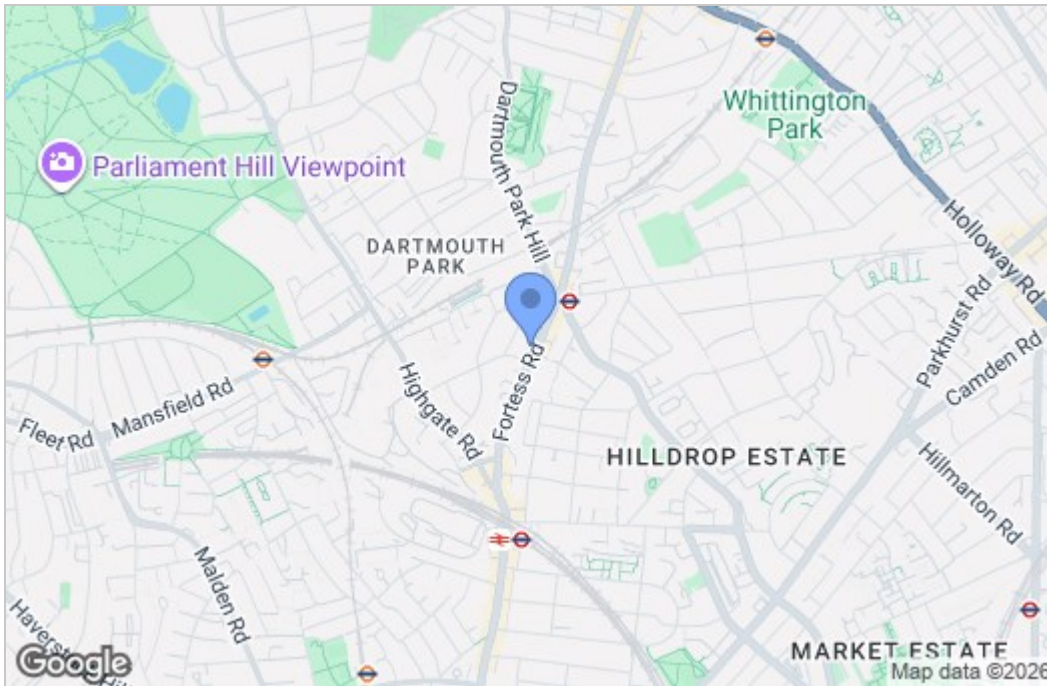 Whittington
Park
Dartmouth Park Hill
Parliament Hill Viewpoint
Holloway Rd
DARTMOUTH
PARK
Parkhurst Rd
Camden Rd
Fortess Rd
Highgate Rd
Mansfield Rd
Fleet Rd
HILLDROP ESTATE
Hillmarton Rd
Malden Rd
MARKET ESTATE
Google
Map data ©2026